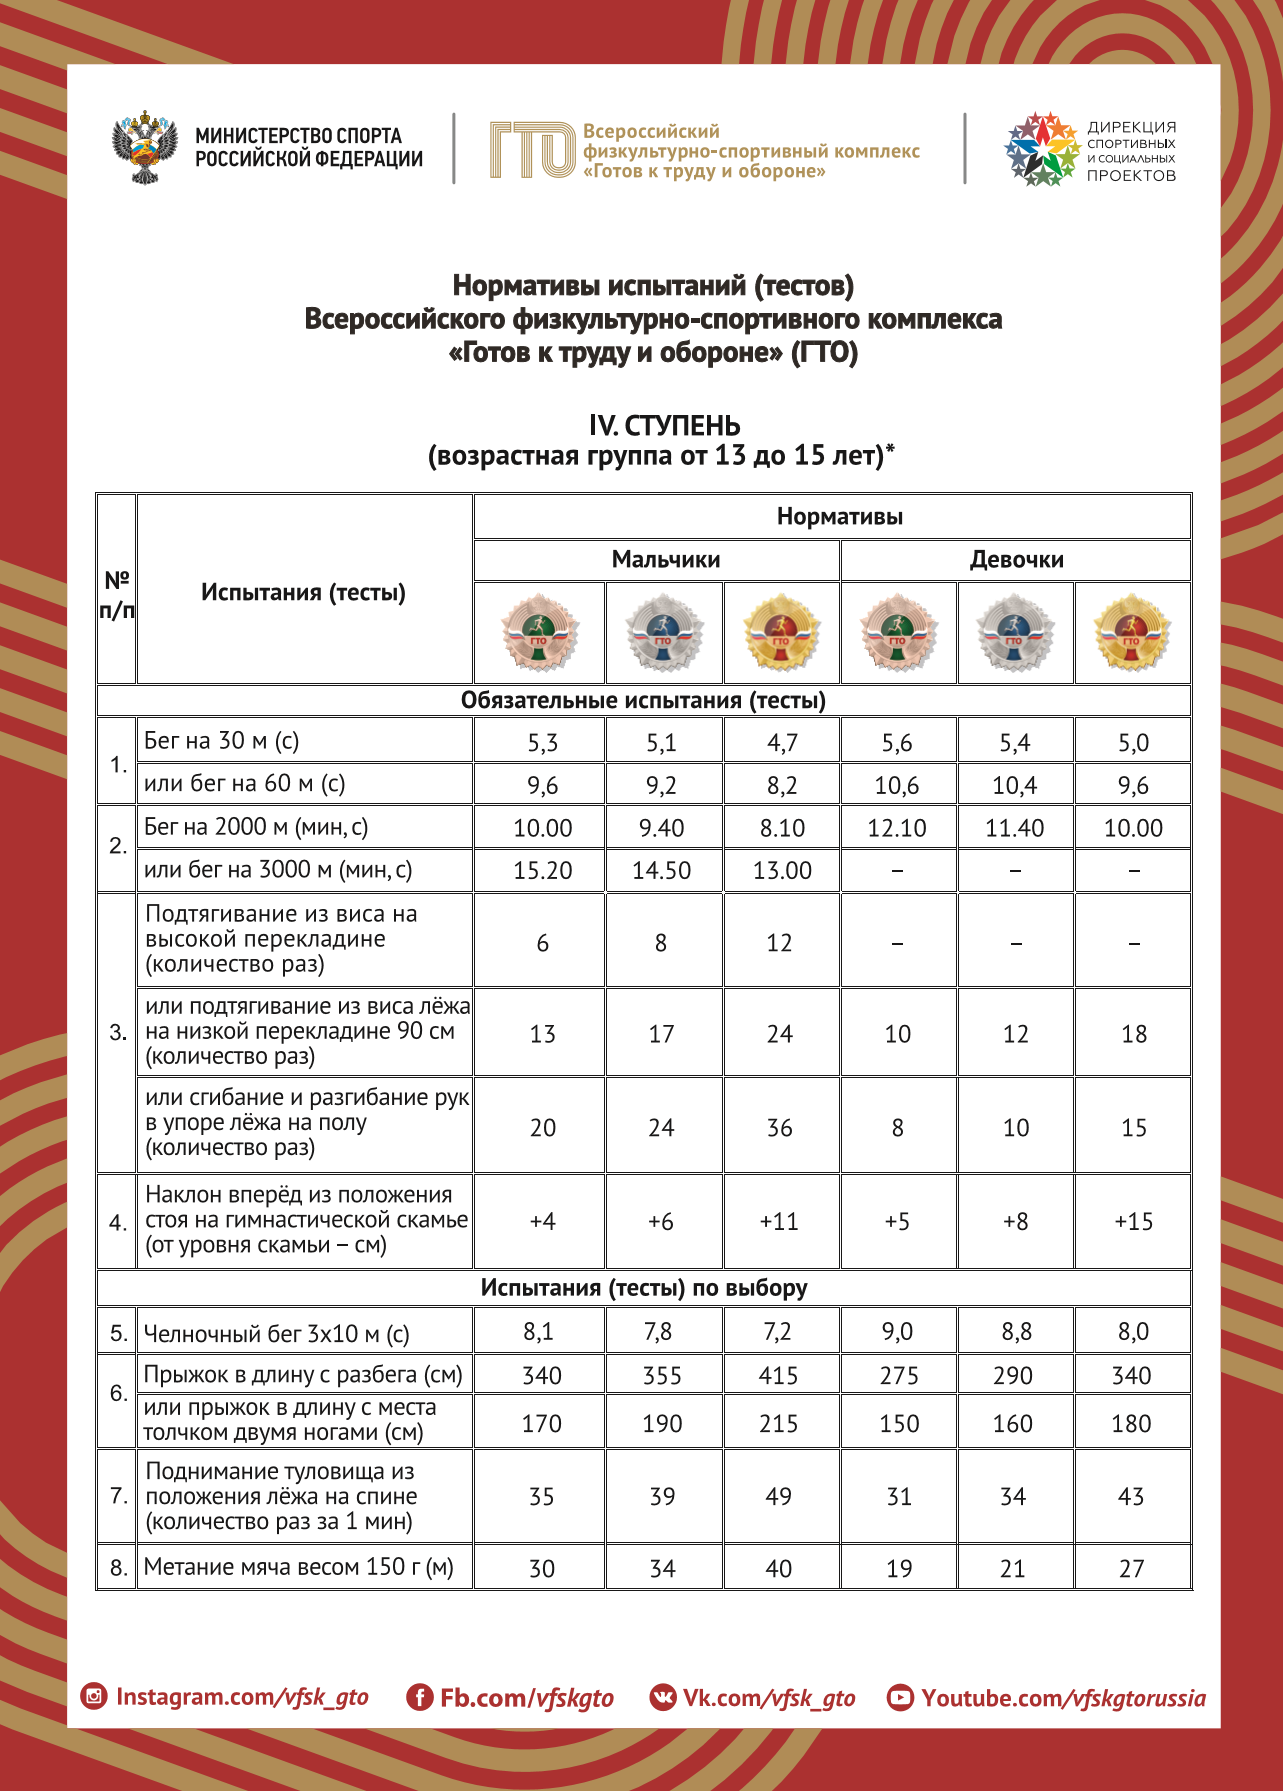 МИНИСТЕРСТВО СПОРТА
РОССИЙСКОЙ ФЕДЕРАЦИИ
ГТО
Всероссийский
физкультурно-спортивный комплекс
«Готов к труду и обороне»
ДИРЕКЦИЯ
СПОРТИВНЫХ
И СОЦИАЛЬНЫХ
ПРОЕКТОВ
Нормативы испытаний (тестов)
Всероссийского физкультурно-спортивного комплекса
«Готов к труду и обороне» (ГТО)
IV. СТУПЕНЬ
(возрастная группа от 13 до 15 лет)*
№ п/п
Испытания (тесты)
Нормативы
Мальчики Девочки
ГТО ГТО ГТО ГТО ГТО ГТО
Обязательные испытания (тесты)
1. Бег на 30 м (с) 5,3 5,1 4,7 5,6 5,4 5,0
или бег на 60 м (с) 9,6 9,2 8,2 10,6 10,4 9,6
2. Бег на 2000 м (мин, с) 10.00 9.40 8.10 12.10 11.40 10.00
или бег на 3000 м (мин, с) 15.20 14.50 13.00 – – –
3. Подтягивание из виса на
высокой перекладине
(количество раз) 6 8 12 – – –
или подтягивание из виса лёжа
на низкой перекладине 90 см
(количество раз) 13 17 24 10 12 18
или сгибание и разгибание рук
в упоре лёжа на полу
(количество раз) 20 24 36 8 10 15
4. Наклон вперёд из положения
стоя на гимнастической скамье
(от уровня скамьи – см) +4 +6 +11 +5 +8 +15
Испытания (тесты) по выбору
5. Челночный бег 3х10 м (с) 8,1 7,8 7,2 9,0 8,8 8,0
6. Прыжок в длину с разбега (см) 340 355 415 275 290 340
или прыжок в длину с места
толчком двумя ногами (см) 170 190 215 150 160 180
7. Поднимание туловища из
положения лёжа на спине
(количество раз за 1 мин) 35 39 49 31 34 43
8. Метание мяча весом 150 г (м) 30 34 40 19 21 27
Instagram.com/vfsk_gto Fb.com/vfskgto Vk.com/vfsk_gto Youtube.com/vfskgtorussia